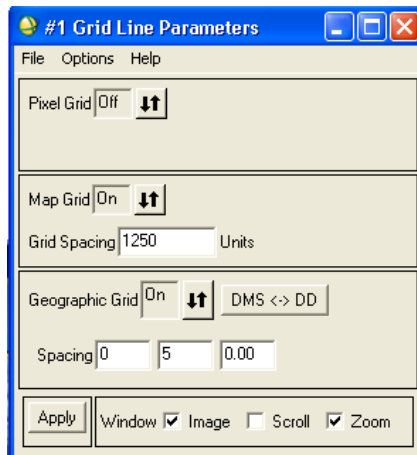 #1 Grid Line Parameters
File Options Help
Pixel Grid Off
Map Grid On
Grid Spacing 1250 Units
Geographic Grid On DMS <-> DD
Spacing 0 5 0.00
Apply Window Image Scroll Zoom